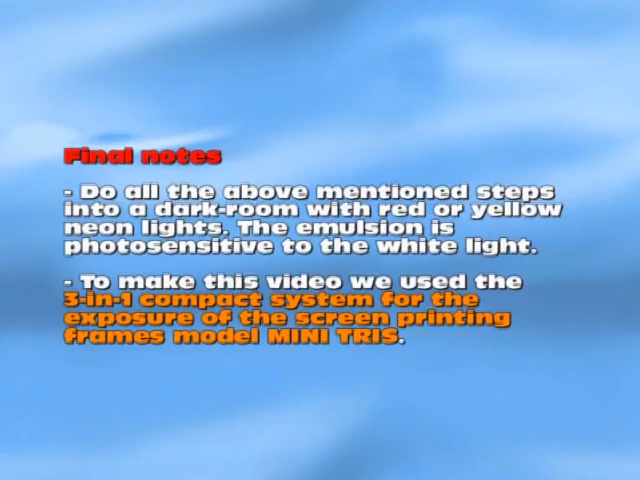 Final notes
- Do all the above mentioned steps
into a dark-room with red or yellow
neon lights. The emulsion is
photosensitive to the white light.
- To make this video we used the
3-in-1 compact system for the
exposure of the screen printing
frames model MINI TRIS.